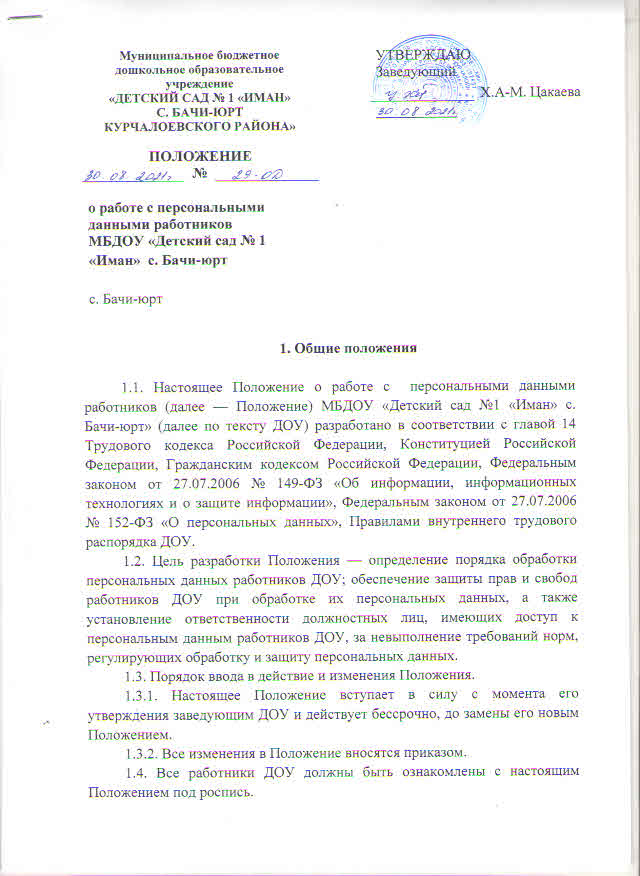 Муниципальное бюджетное
дошкольное образовательное
учреждение
«ДЕТСКИЙ САД № 1 «ИМАН»
С. БАЧИ-ЮРТ
КУРЧАЛОЕВСКОГО РАЙОНА»
УТВЕРЖДАЮ
Заведующий
Х.А-М. Цакаева
30.08.2021г
ПОЛОЖЕНИЕ
30.08.2021г № 29-ОД
о работе с персональными
данными работников
МБДОУ «Детский сад № 1
«Иман» с. Бачи-юрт
с. Бачи-юрт
1. Общие положения
1.1. Настоящее Положение о работе с персональными данными
работников (далее — Положение) МБДОУ «Детский сад №1 «Иман» с.
Бачи-юрт» (далее по тексту ДОУ) разработано в соответствии с главой 14
Трудового кодекса Российской Федерации, Конституцией Российской
Федерации, Гражданским кодексом Российской Федерации, Федеральным
законом от 27.07.2006 № 149-ФЗ «Об информации, информационных
технологиях и о защите информации», Федеральным законом от 27.07.2006
№ 152-ФЗ «О персональных данных», Правилами внутреннего трудового
распорядка ДОУ.
1.2. Цель разработки Положения — определение порядка обработки
персональных данных работников ДОУ; обеспечение защиты прав и свобод
работников ДОУ при обработке их персональных данных, а также
установление ответственности должностных лиц, имеющих доступ к
персональным данным работников ДОУ, за невыполнение требований норм,
регулирующих обработку и защиту персональных данных.
1.3. Порядок ввода в действие и изменения Положения.
1.3.1. Настоящее Положение вступает в силу с момента его
утверждения заведующим ДОУ и действует бессрочно, до замены его новым
Положением.
1.3.2. Все изменения в Положение вносятся приказом.
1.4. Все работники ДОУ должны быть ознакомлены с настоящим
Положением под роспись.